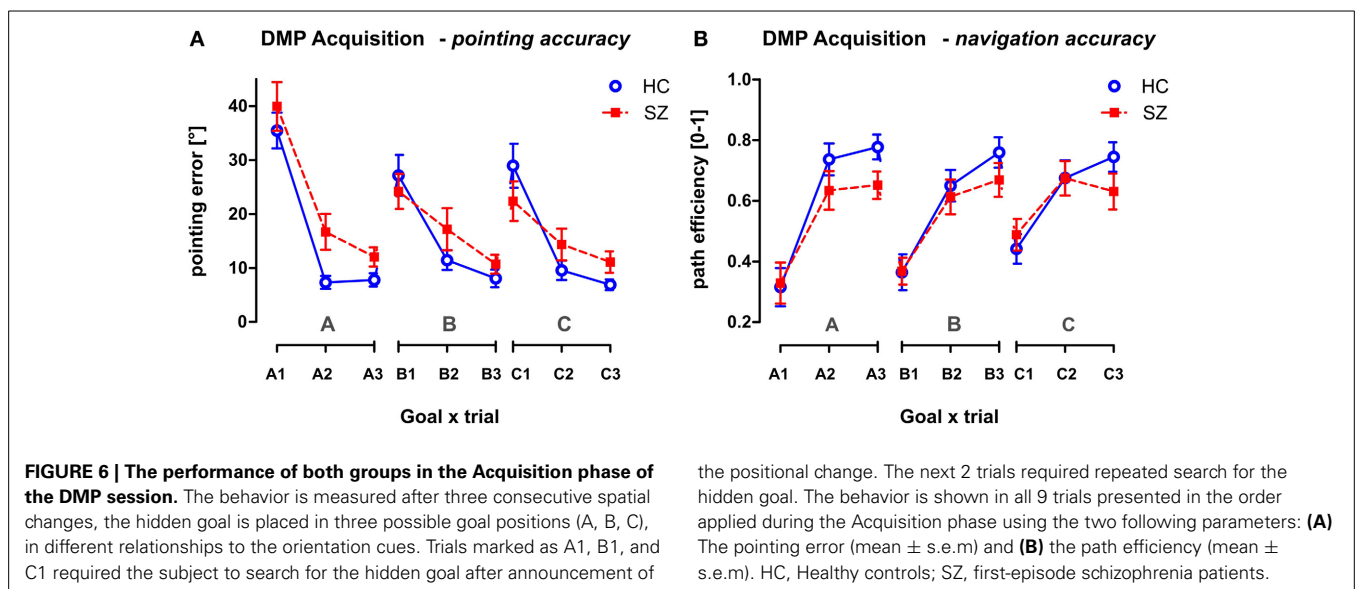 A DMP Acquisition - pointing accuracy
HC
SZ
pointing error [°]
40
30
20
10
0
A B C
A1 A2 A3 B1 B2 B3 C1 C2 C3
Goal x trial
B DMP Acquisition - navigation accuracy
HC
SZ
path efficiency [0-1]
1.0
0.8
0.6
0.4
0.2
A B C
A1 A2 A3 B1 B2 B3 C1 C2 C3
Goal x trial
FIGURE 6 | The performance of both groups in the Acquisition phase of
the DMP session. The behavior is measured after three consecutive spatial
changes, the hidden goal is placed in three possible goal positions (A, B, C),
in different relationships to the orientation cues. Trials marked as A1, B1, and
C1 required the subject to search for the hidden goal after announcement of
the positional change. The next 2 trials required repeated search for the
hidden goal. The behavior is shown in all 9 trials presented in the order
applied during the Acquisition phase using the two following parameters: (A)
The pointing error (mean ± s.e.m) and (B) the path efficiency (mean ±
s.e.m). HC, Healthy controls; SZ, first-episode schizophrenia patients.